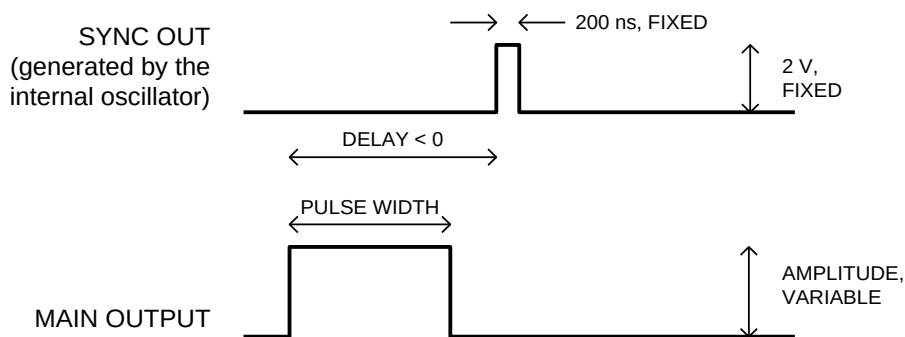 200 ns, FIXED
SYNC OUT
(generated by the
internal oscillator)
2 V,
FIXED
DELAY < 0
PULSE WIDTH
AMPLITUDE,
VARIABLE
MAIN OUTPUT